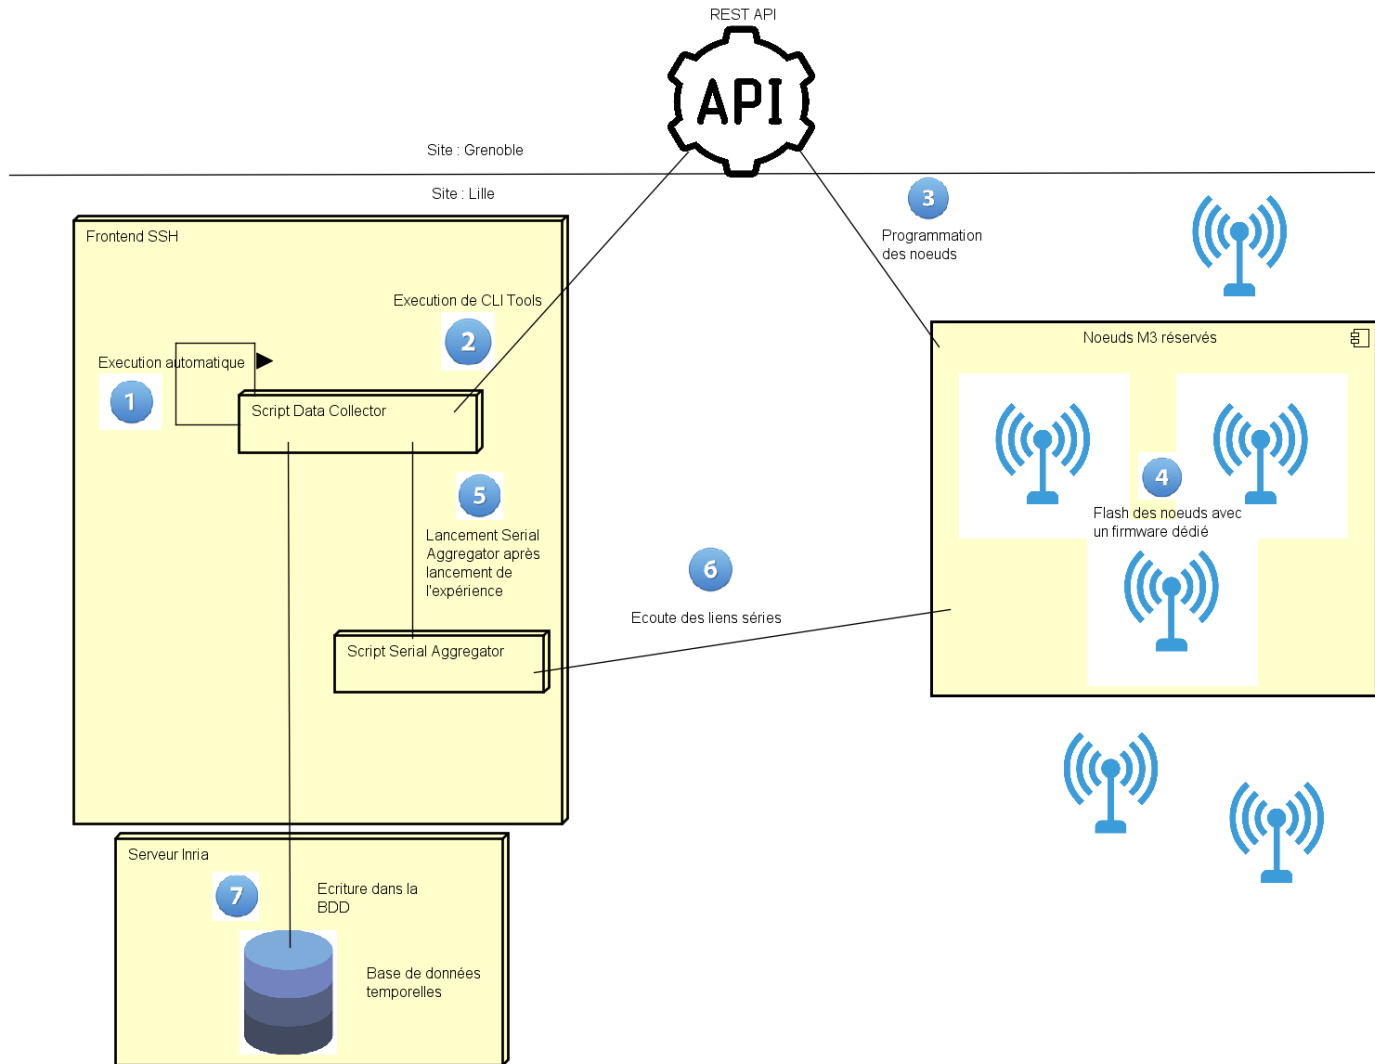 REST API
API
Site : Grenoble
Site : Lille
3
Programmation
des noeuds
Frontend SSH
Execution de CLI Tools
2
Execution automatique
1
Script Data Collector
Noeuds M3 réservés
4
Flash des noeuds avec
un firmware dédié
5
Lancement Serial
Aggregator après
lancement de
l'expérience
6
Ecoute des liens séries
Script Serial Aggregator
Serveur Inria
7
Ecriture dans la
BDD
Base de données
temporelles